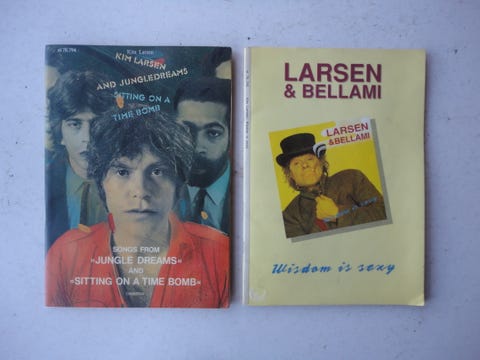 Kim Larsen
KIM LARSEN
AND JUNGLEDREAMS
SITTING ON A
TIME BOMB
SONGS FROM
»JUNGLE DREAMS«
AND
»SITTING ON A TIME BOMB«
LARSEN
& BELLAMI
LARSEN
& BELLAMI
Wisdom is sexy